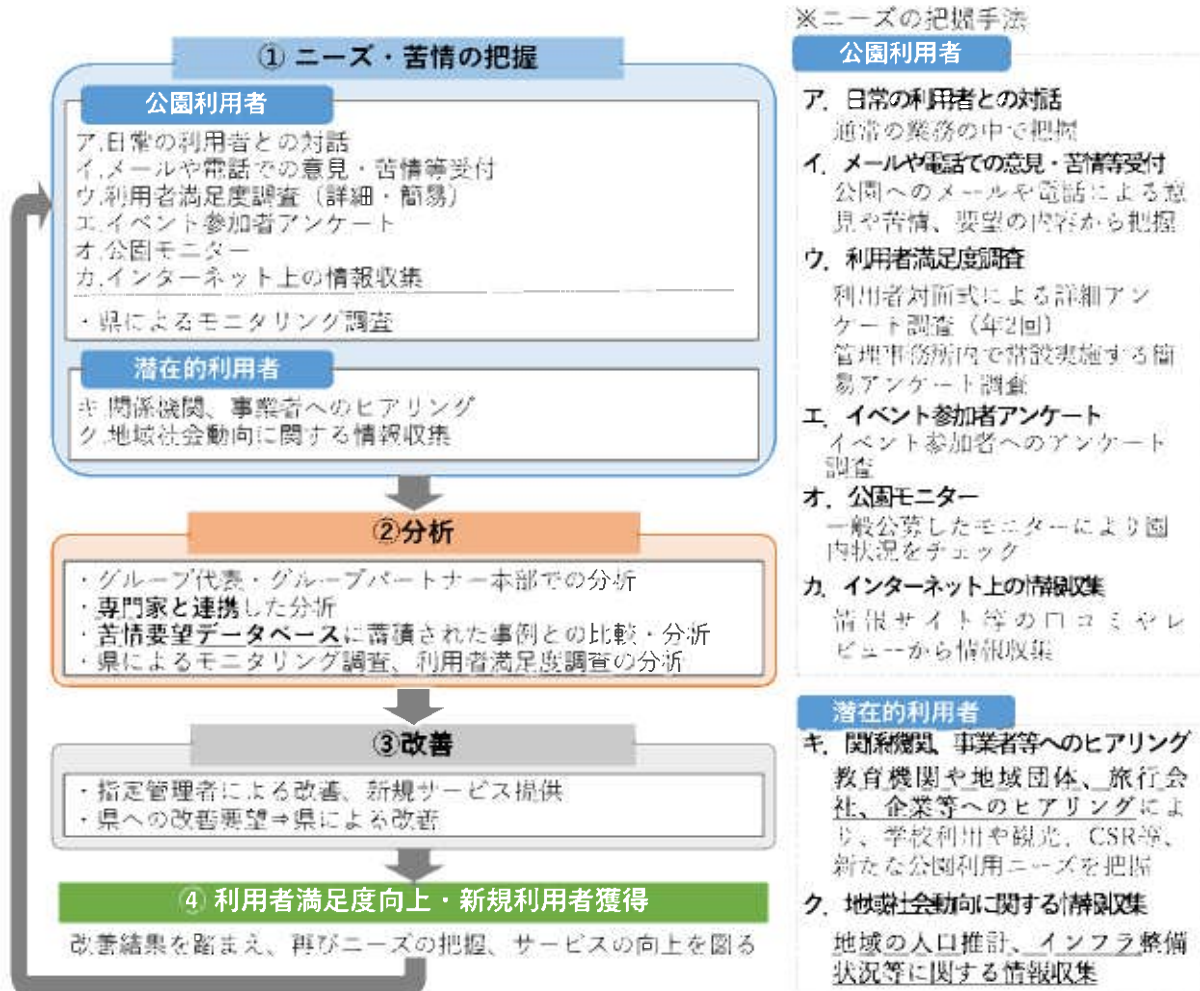 ① ニーズ・苦情の把握
公園利用者
ア.日常の利用者との対話
イ.メールや電話での意見・苦情等受付
ウ.利用者満足度調査（詳細・簡易）
エ.イベント参加者アンケート
オ.公園モニター
カ.インターネット上の情報収集
・県によるモニタリング調査
潜在的利用者
キ.関係機関、事業者へのヒアリング
ク.地域社会動向に関する情報収集
②分析
・グループ代表・グループパートナー本部での分析
・専門家と連携した分析
・苦情要望データベースに蓄積された事例との比較・分析
・県によるモニタリング調査、利用者満足度調査の分析
③改善
・指定管理者による改善、新規サービス提供
・県への改善要望⇒県による改善
④ 利用者満足度向上・新規利用者獲得
改善結果を踏まえ、再びニーズの把握、サービスの向上を図る
※ニーズの把握手法
公園利用者
ア．日常の利用者との対話
通常の業務の中で把握
イ．メールや電話での意見・苦情等受付
公園へのメールや電話による意
見や苦情、要望の内容から把握
ウ．利用者満足度調査
利用者対面式による詳細アン
ケート調査（年2回）
管理事務所内で常設実施する簡
易アンケート調査
エ．イベント参加者アンケート
イベント参加者へのアンケート
調査
オ．公園モニター
一般公募したモニターにより園
内状況をチェック
カ．インターネット上の情報収集
情報サイト等の口コミやレ
ビューから情報収集
潜在的利用者
キ．関係機関、事業者等へのヒアリング
教育機関や地域団体、旅行会
社、企業等へのヒアリングによ
り、学校利用や観光、CSR等、
新たな公園利用ニーズを把握
ク．地域社会動向に関する情報収集
地域の人口推計、インフラ整備
状況等に関する情報収集